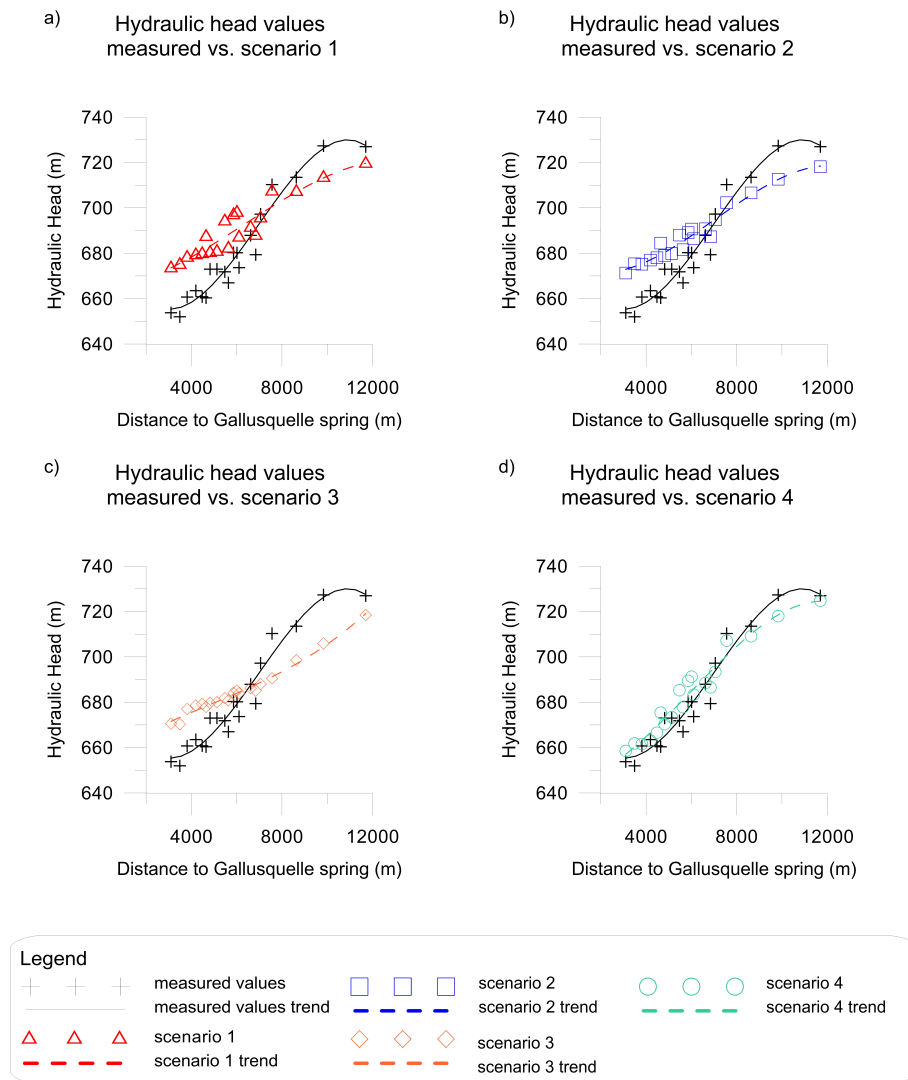 a)
Hydraulic head values
measured vs. scenario 1
740
720
700
680
660
640
Hydraulic Head (m)
4000
8000
12000
Distance to Gallusquelle spring (m)
b)
Hydraulic head values
measured vs. scenario 2
740
720
700
680
660
640
Hydraulic Head (m)
4000
8000
12000
Distance to Gallusquelle spring (m)
c)
Hydraulic head values
measured vs. scenario 3
740
720
700
680
660
640
Hydraulic Head (m)
4000
8000
12000
Distance to Gallusquelle spring (m)
d)
Hydraulic head values
measured vs. scenario 4
740
720
700
680
660
640
Hydraulic Head (m)
4000
8000
12000
Distance to Gallusquelle spring (m)
Legend
measured values
measured values trend
scenario 1
scenario 1 trend
scenario 2
scenario 2 trend
scenario 3
scenario 3 trend
scenario 4
scenario 4 trend